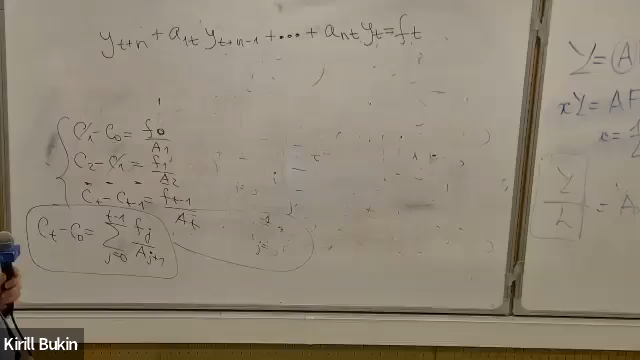 y_{t+n} + a_{1t} y_{t+n-1} + ... + a_{nt} y_t = f_t
C_1 - C_0 = f_0 / A_1
C_2 - C_1 = f_1 / A_2
- - - -
C_t - C_{t-1} = f_{t-1} / A_t
C_t - C_0 = \sum_{j=0}^{t-1} f_j / A_{j+1}
Y = (A
xY = AF
Y / L = A
Kirill Bukin